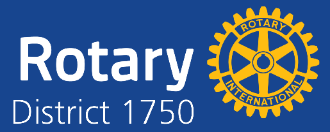 Rotary
District 1750
ROTARY
INTERNATIONAL